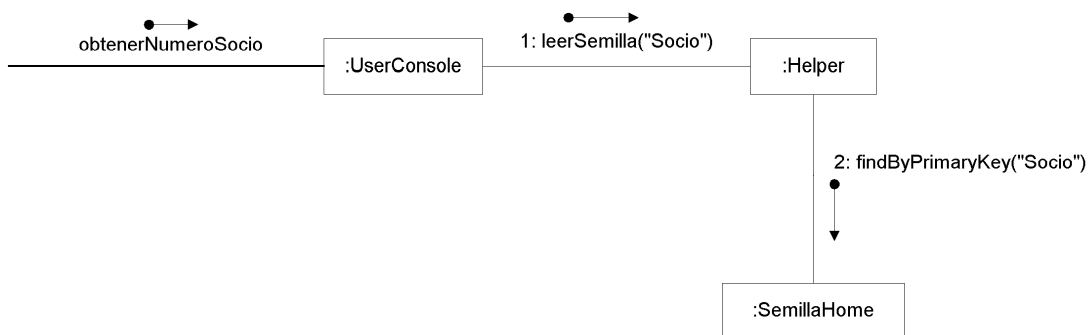 obtenerNumeroSocio
1: leerSemilla("Socio")
:UserConsole
:Helper
2: findByPrimaryKey("Socio")
:SemillaHome